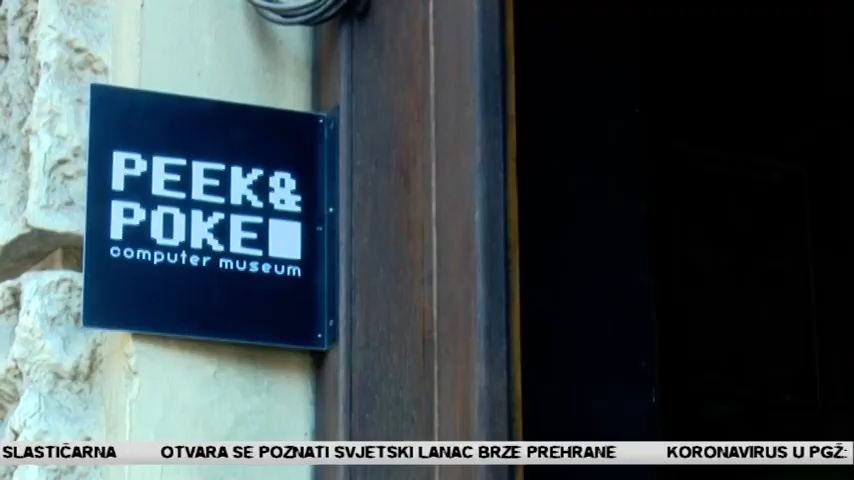 PEEK&
POKE
computer museum
SLASTIČARNA OTVARA SE POZNATI SVJETSKI LANAC BRZE PREHRANE KORONAVIRUS U PGŽ: